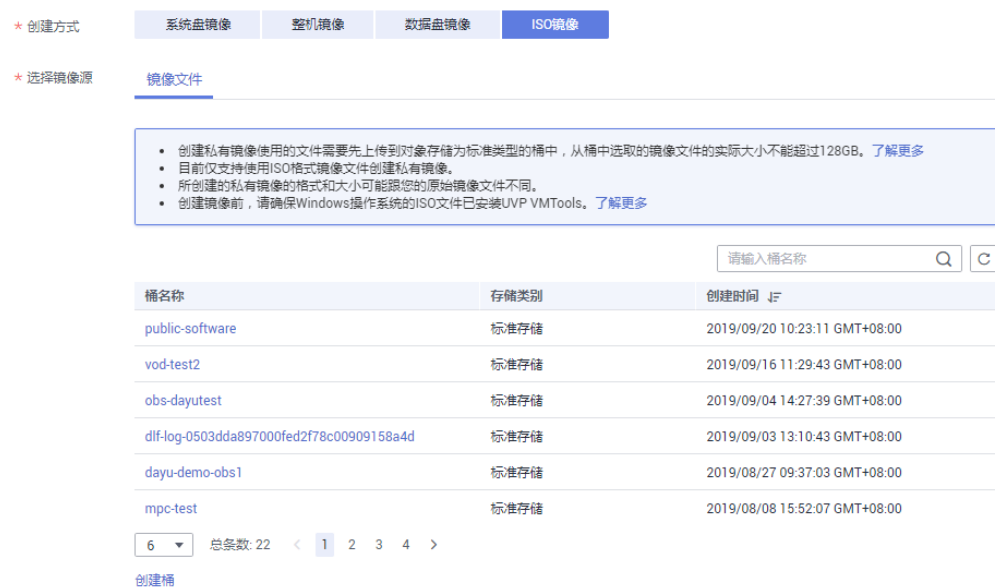 * 创建方式 系统盘镜像 整机镜像 数据盘镜像 ISO镜像
* 选择镜像源 镜像文件
• 创建私有镜像使用的文件需要先上传到对象存储为标准类型的桶中，从桶中选取的镜像文件的实际大小不能超过128GB。了解更多
• 目前仅支持使用ISO格式镜像文件创建私有镜像。
• 所创建的私有镜像的格式和大小可能跟您的原始镜像文件不同。
• 创建镜像前，请确保Windows操作系统的ISO文件已安装UVP VMTools。了解更多
请输入桶名称
桶名称 存储类别 创建时间
public-software 标准存储 2019/09/20 10:23:11 GMT+08:00
vod-test2 标准存储 2019/09/16 11:29:43 GMT+08:00
obs-dayutest 标准存储 2019/09/04 14:27:39 GMT+08:00
dlf-log-0503dda897000fed2f78c00909158a4d 标准存储 2019/09/03 13:10:43 GMT+08:00
dayu-demo-obs1 标准存储 2019/08/27 09:37:03 GMT+08:00
mpc-test 标准存储 2019/08/08 15:52:07 GMT+08:00
6 总条数: 22 < 1 2 3 4 >
创建桶